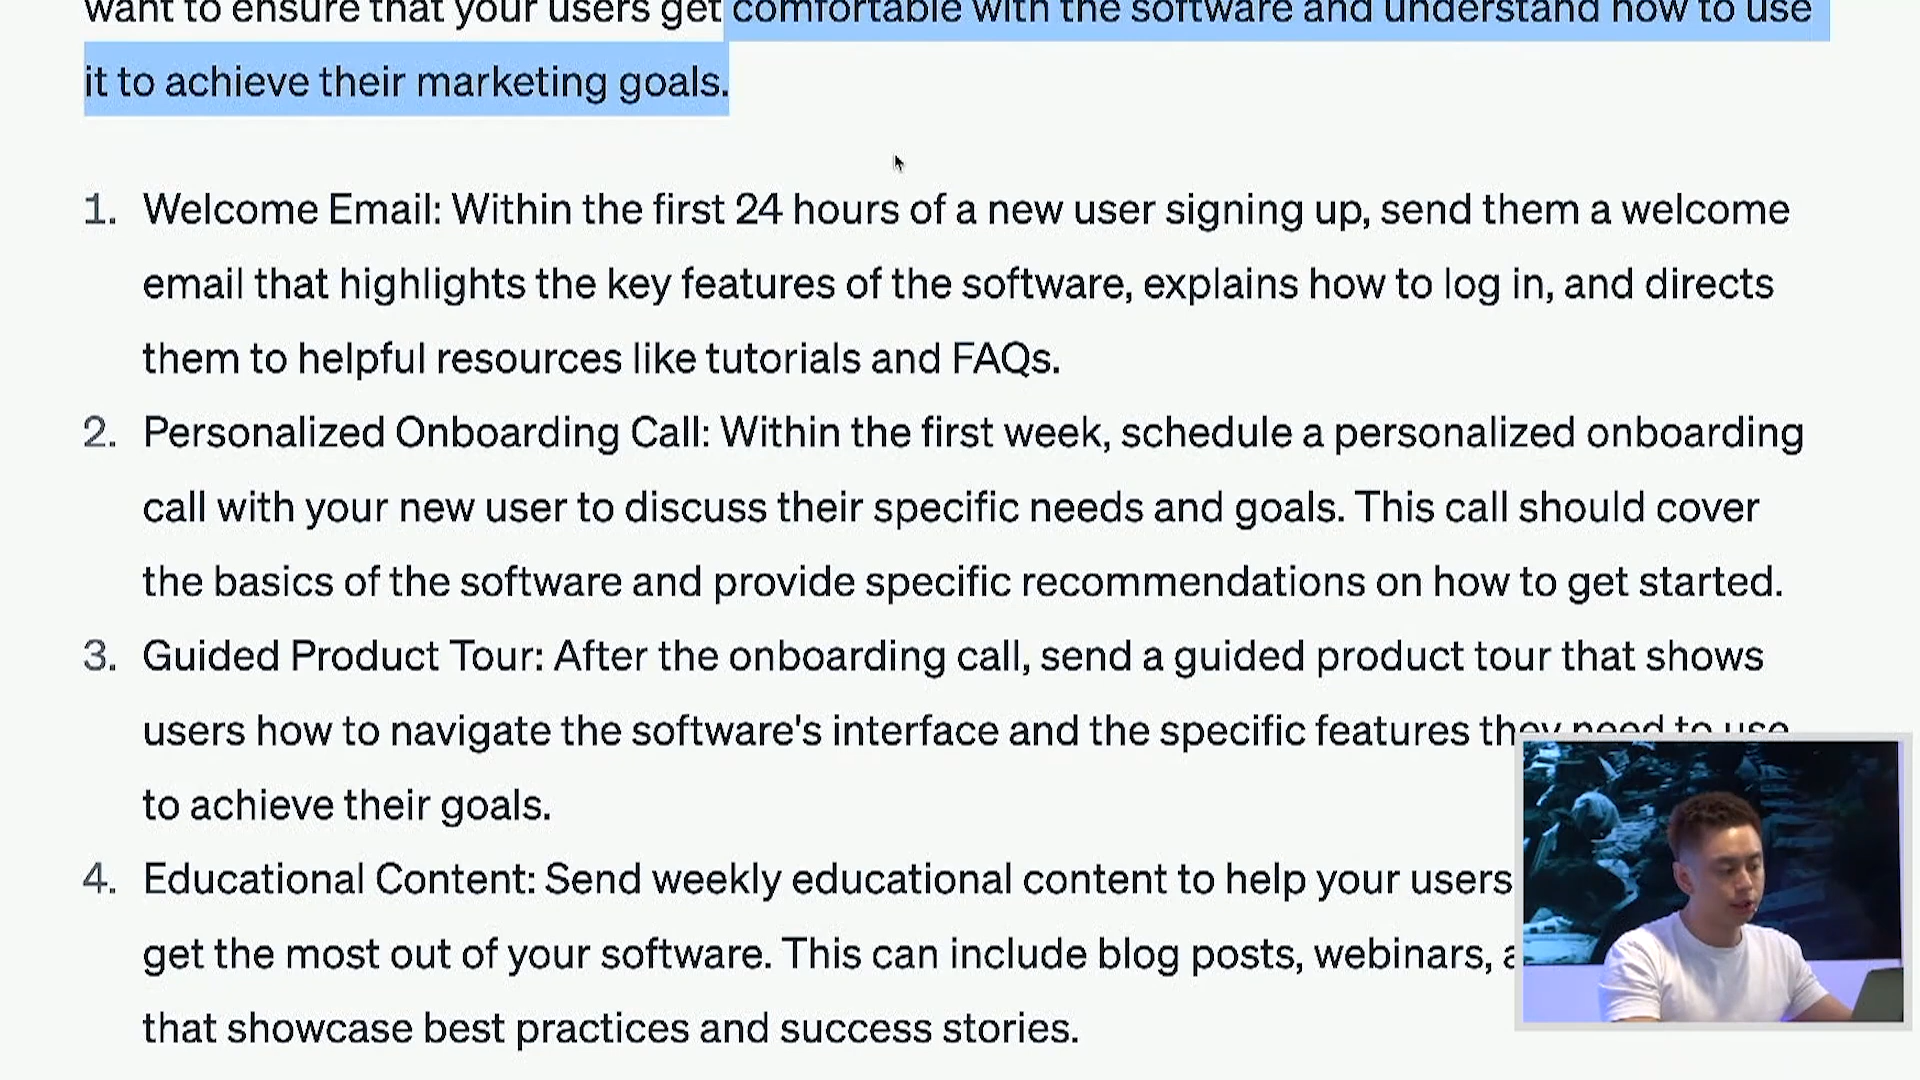 want to ensure that your users get comfortable with the software and understand how to use
it to achieve their marketing goals.
1. Welcome Email: Within the first 24 hours of a new user signing up, send them a welcome
email that highlights the key features of the software, explains how to log in, and directs
them to helpful resources like tutorials and FAQs.
2. Personalized Onboarding Call: Within the first week, schedule a personalized onboarding
call with your new user to discuss their specific needs and goals. This call should cover
the basics of the software and provide specific recommendations on how to get started.
3. Guided Product Tour: After the onboarding call, send a guided product tour that shows
users how to navigate the software's interface and the specific features they need to use
to achieve their goals.
4. Educational Content: Send weekly educational content to help your users
get the most out of your software. This can include blog posts, webinars,
that showcase best practices and success stories.